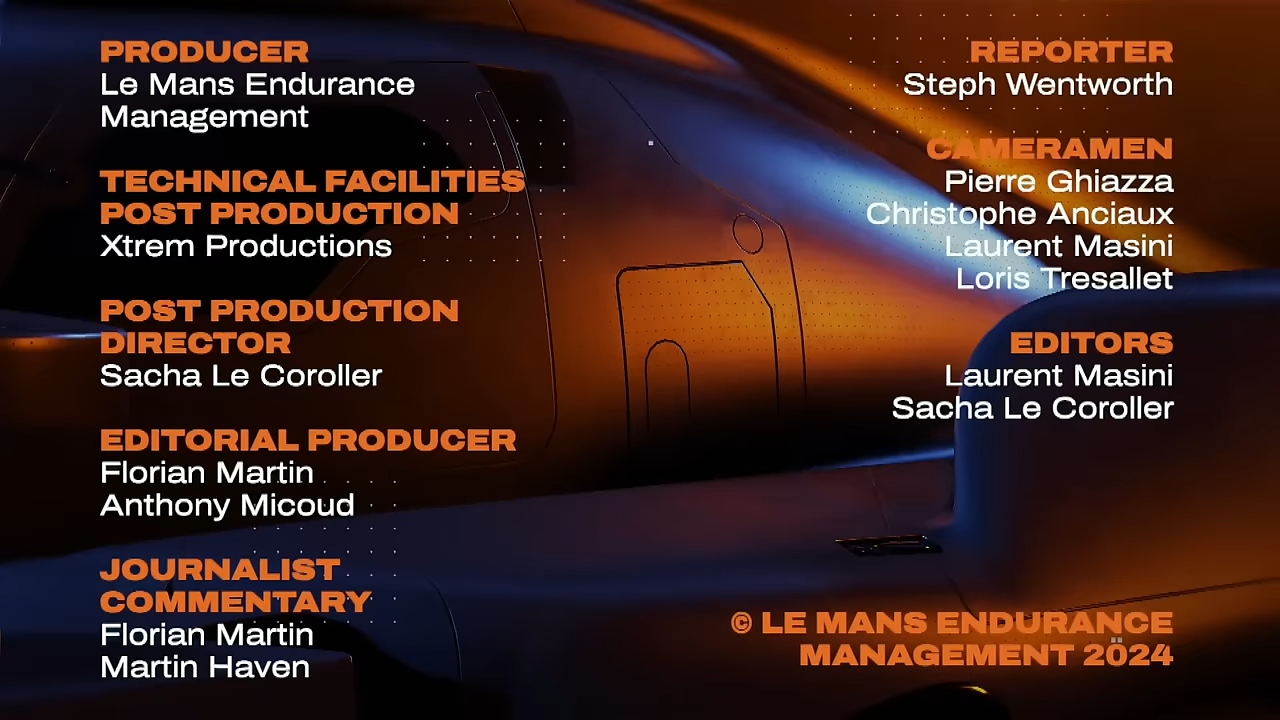 PRODUCER
Le Mans Endurance
Management
TECHNICAL FACILITIES
POST PRODUCTION
Xtrem Productions
POST PRODUCTION
DIRECTOR
Sacha Le Coroller
EDITORIAL PRODUCER
Florian Martin
Anthony Micoud
JOURNALIST
COMMENTARY
Florian Martin
Martin Haven
REPORTER
Steph Wentworth
CAMERAMEN
Pierre Ghiazza
Christophe Anciaux
Laurent Masini
Loris Tresallet
EDITORS
Laurent Masini
Sacha Le Coroller
© LE MANS ENDURANCE
MANAGEMENT 2024